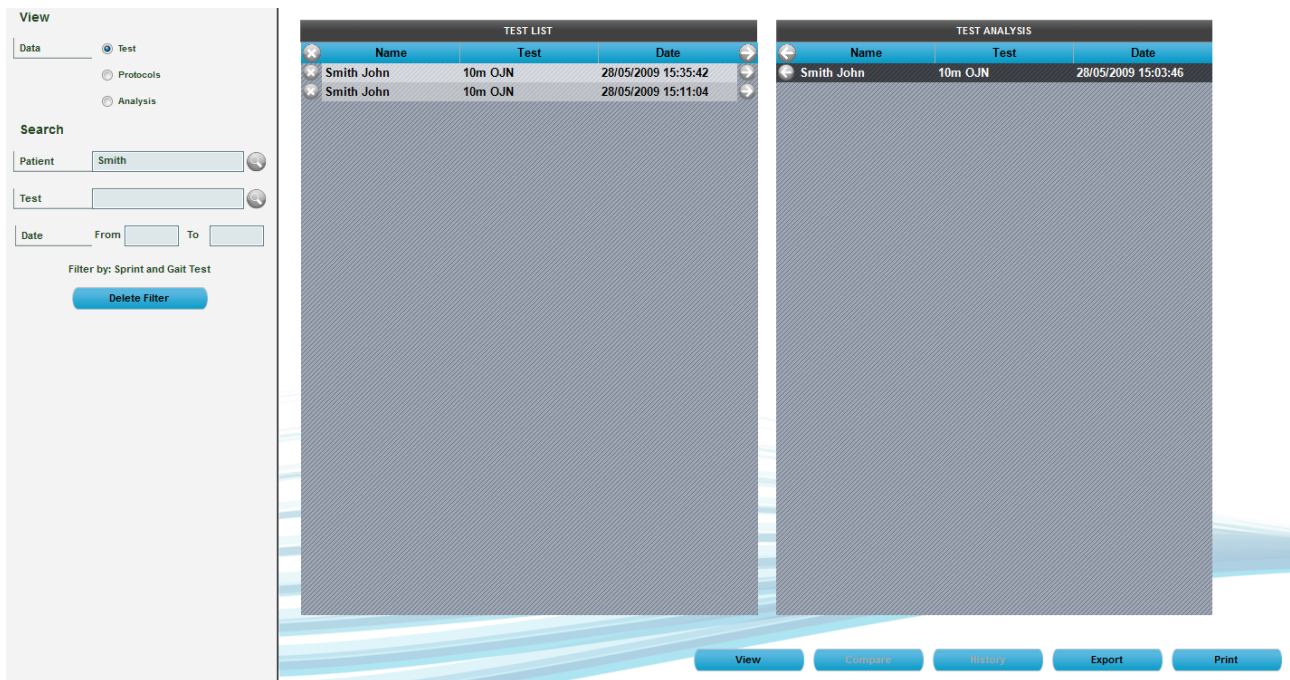 View
Data
Test
Protocols
Analysis
Search
Patient Smith
Test
Date From To
Filter by: Sprint and Gait Test
Delete Filter
TEST LIST
Name Test Date
Smith John 10m OJN 28/05/2009 15:35:42
Smith John 10m OJN 28/05/2009 15:11:04
TEST ANALYSIS
Name Test Date
Smith John 10m OJN 28/05/2009 15:03:46
View Compare History Export Print